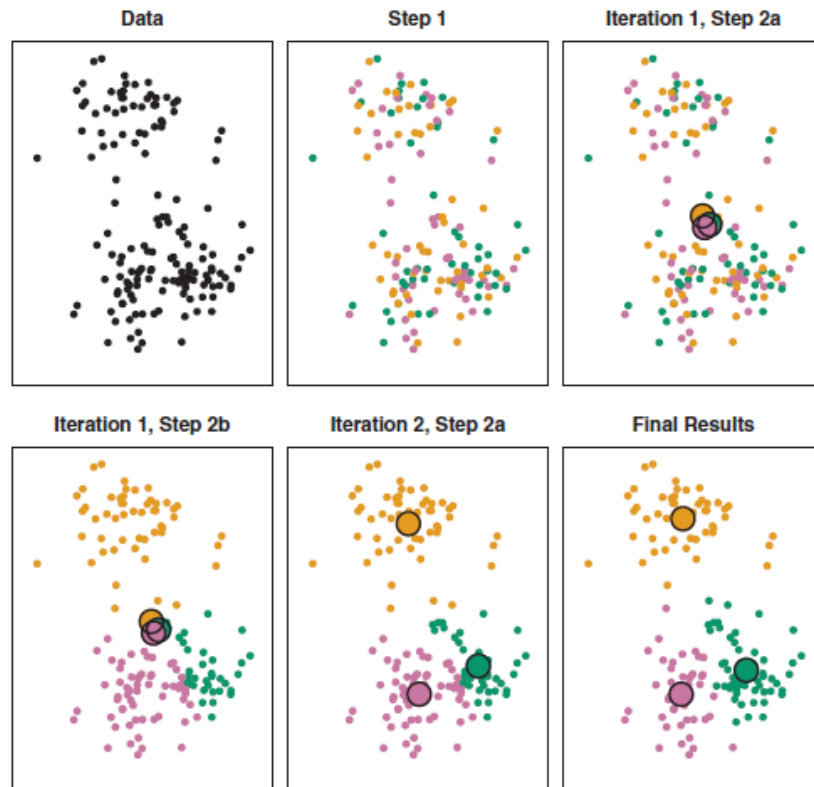 Data
Step 1
Iteration 1, Step 2a
Iteration 1, Step 2b
Iteration 2, Step 2a
Final Results